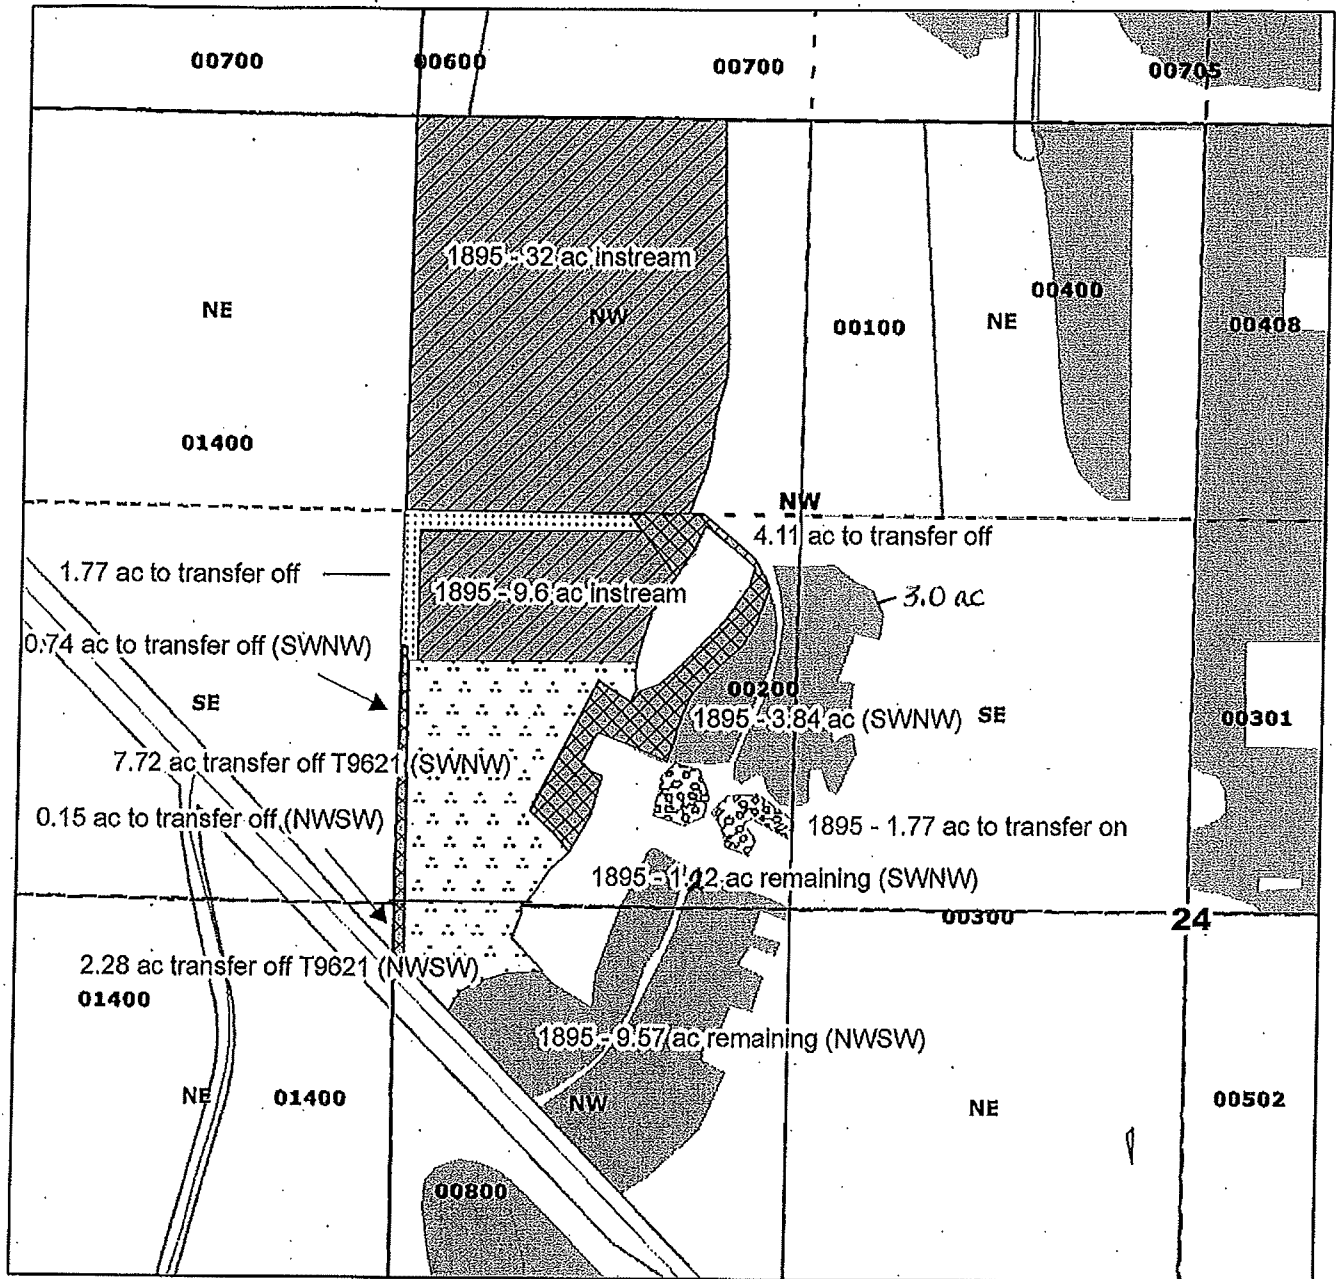 00700
00600
00700
00705
1895 - 32 ac instream
NE
NW
00100
NE
00400
00408
01400
NW
4.11 ac to transfer off
1.77 ac to transfer off
1895 - 9.6 ac instream
3.0 ac
0.74 ac to transfer off (SWNW)
SE
00200
1895 - 3.84 ac (SWNW)
SE
00301
7.72 ac transfer off T9621 (SWNW)
0.15 ac to transfer off (NWSW)
1895 - 1.77 ac to transfer on
1895 - 1.12 ac remaining (SWNW)
00300
24
2.28 ac transfer off T9621 (NWSW)
01400
1895 - 9.57 ac remaining (NWSW)
NE
01400
NW
NE
00502
00800